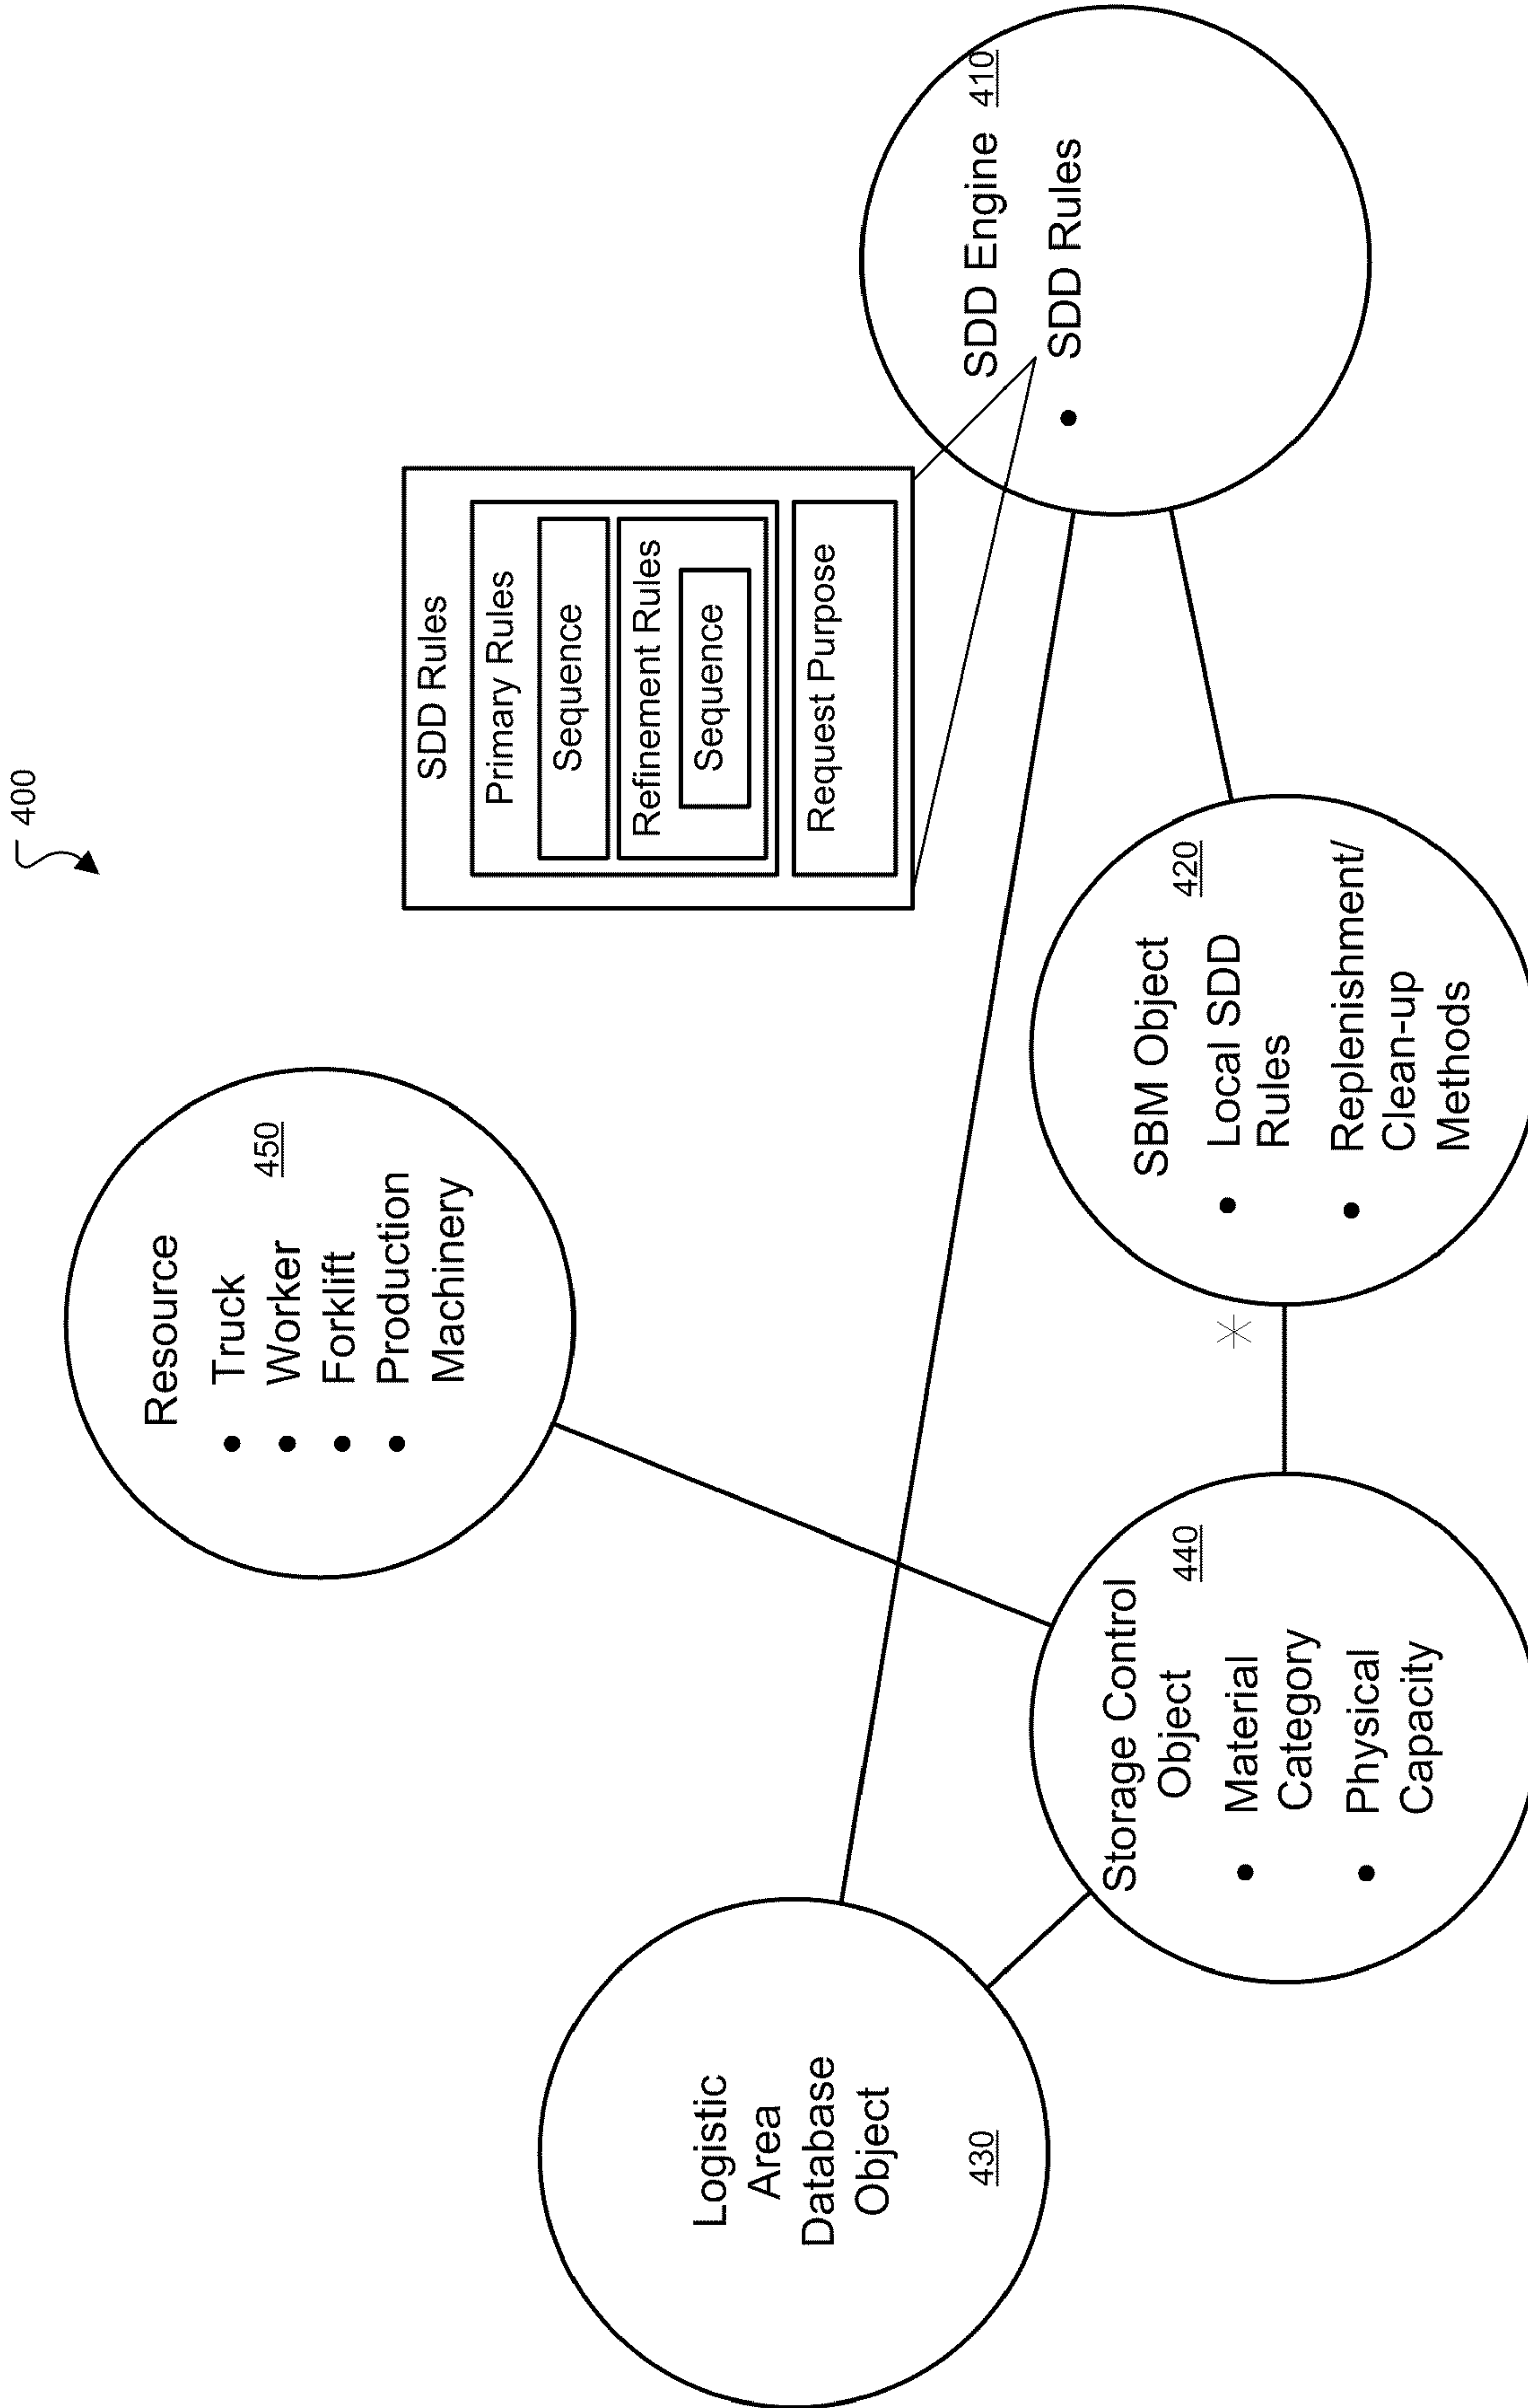 400
Resource
450
• Truck
• Worker
• Forklift
• Production
Machinery
SDD Rules
Primary Rules
Sequence
Refinement Rules
Sequence
Request Purpose
Logistic
Area
Database
Object
430
SDD Engine 410
• SDD Rules
Storage Control
Object 440
• Material
Category
• Physical
Capacity
*
SBM Object 420
• Local SDD
Rules
• Replenishment/
Clean-up
Methods